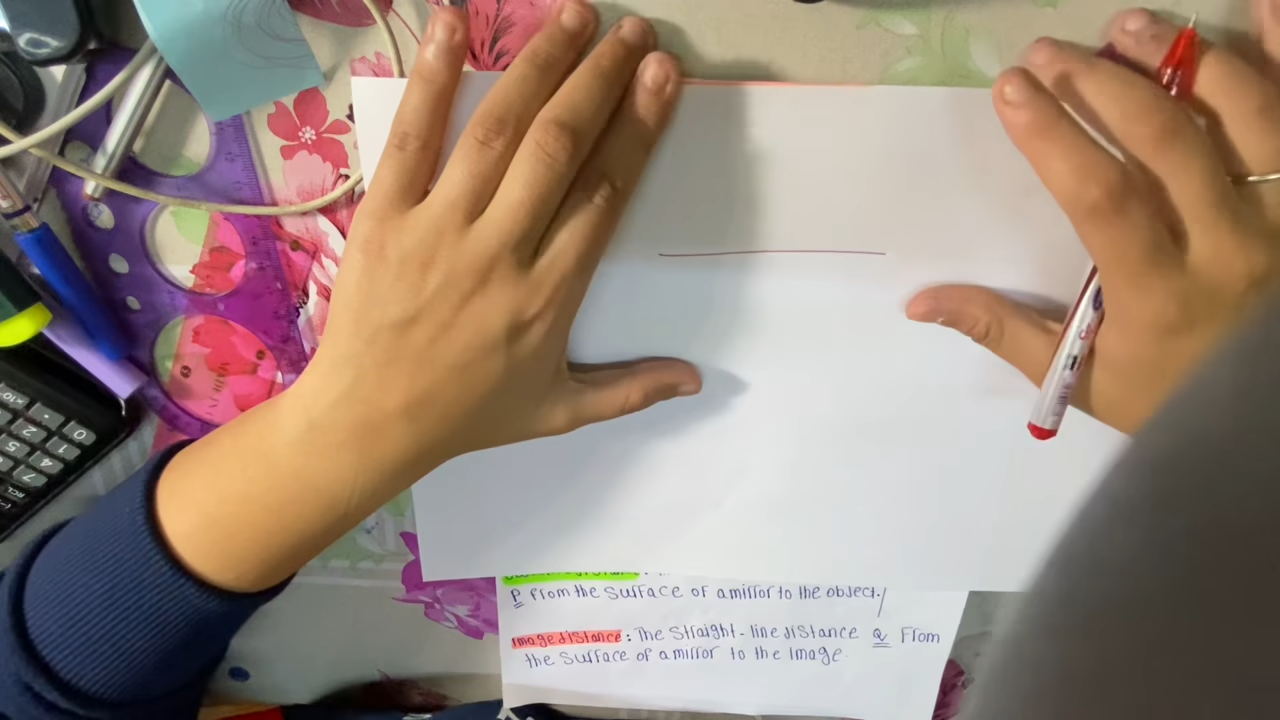 P From the surface of a mirror to the object.
Image distance : The straight-line distance Q From
the surface of a mirror to the Image.